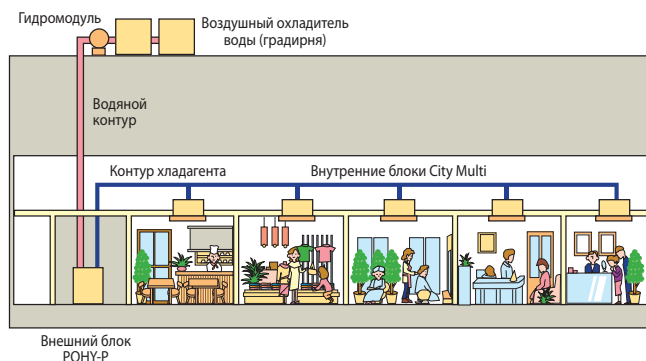 Гидромодуль
Воздушный охладитель
воды (градирня)
Водяной
контур
Контур хладагента
Внутренние блоки City Multi
Внешний блок
PQHY-P